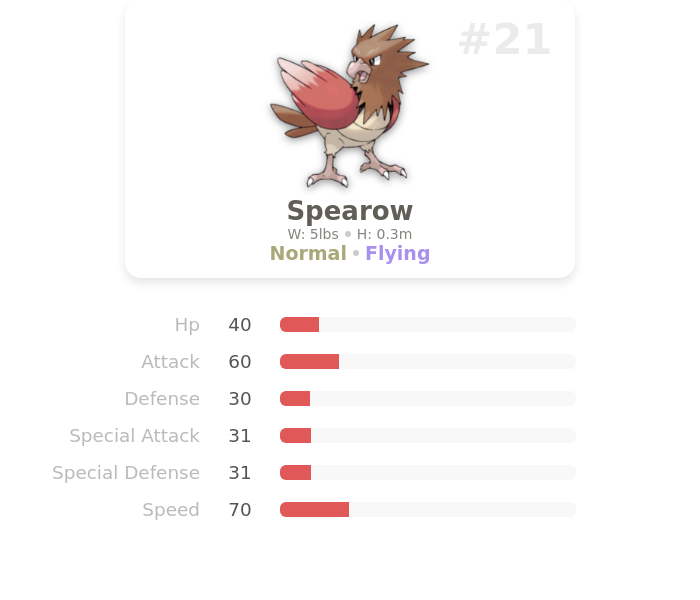 #21
Spearow
W: 5lbs • H: 0.3m
Normal • Flying
Hp 40
Attack 60
Defense 30
Special Attack 31
Special Defense 31
Speed 70